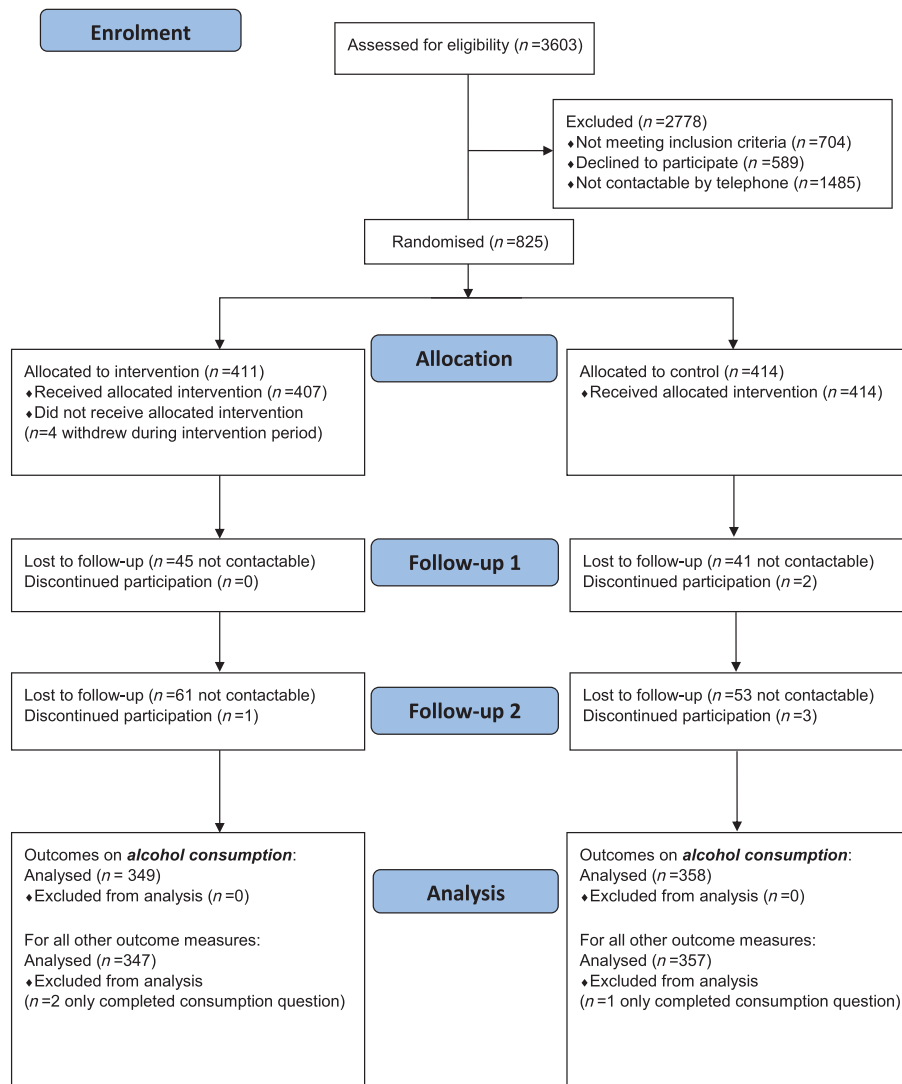 Enrolment
Assessed for eligibility (n=3603)
Excluded (n=2778)
♦Not meeting inclusion criteria (n=704)
♦Declined to participate (n=589)
♦Not contactable by telephone (n=1485)
Randomised (n=825)
Allocation
Allocated to intervention (n=411)
♦Received allocated intervention (n=407)
♦Did not receive allocated intervention
(n=4 withdrew during intervention period)
Allocated to control (n=414)
♦Received allocated intervention (n=414)
Follow-up 1
Lost to follow-up (n=45 not contactable)
Discontinued participation (n=0)
Lost to follow-up (n=41 not contactable)
Discontinued participation (n=2)
Follow-up 2
Lost to follow-up (n=61 not contactable)
Discontinued participation (n=1)
Lost to follow-up (n=53 not contactable)
Discontinued participation (n=3)
Analysis
Outcomes on alcohol consumption:
Analysed (n= 349)
♦Excluded from analysis (n=0)
For all other outcome measures:
Analysed (n=347)
♦Excluded from analysis
(n=2 only completed consumption question)
Outcomes on alcohol consumption:
Analysed (n=358)
♦Excluded from analysis (n=0)
For all other outcome measures:
Analysed (n=357)
♦Excluded from analysis
(n=1 only completed consumption question)